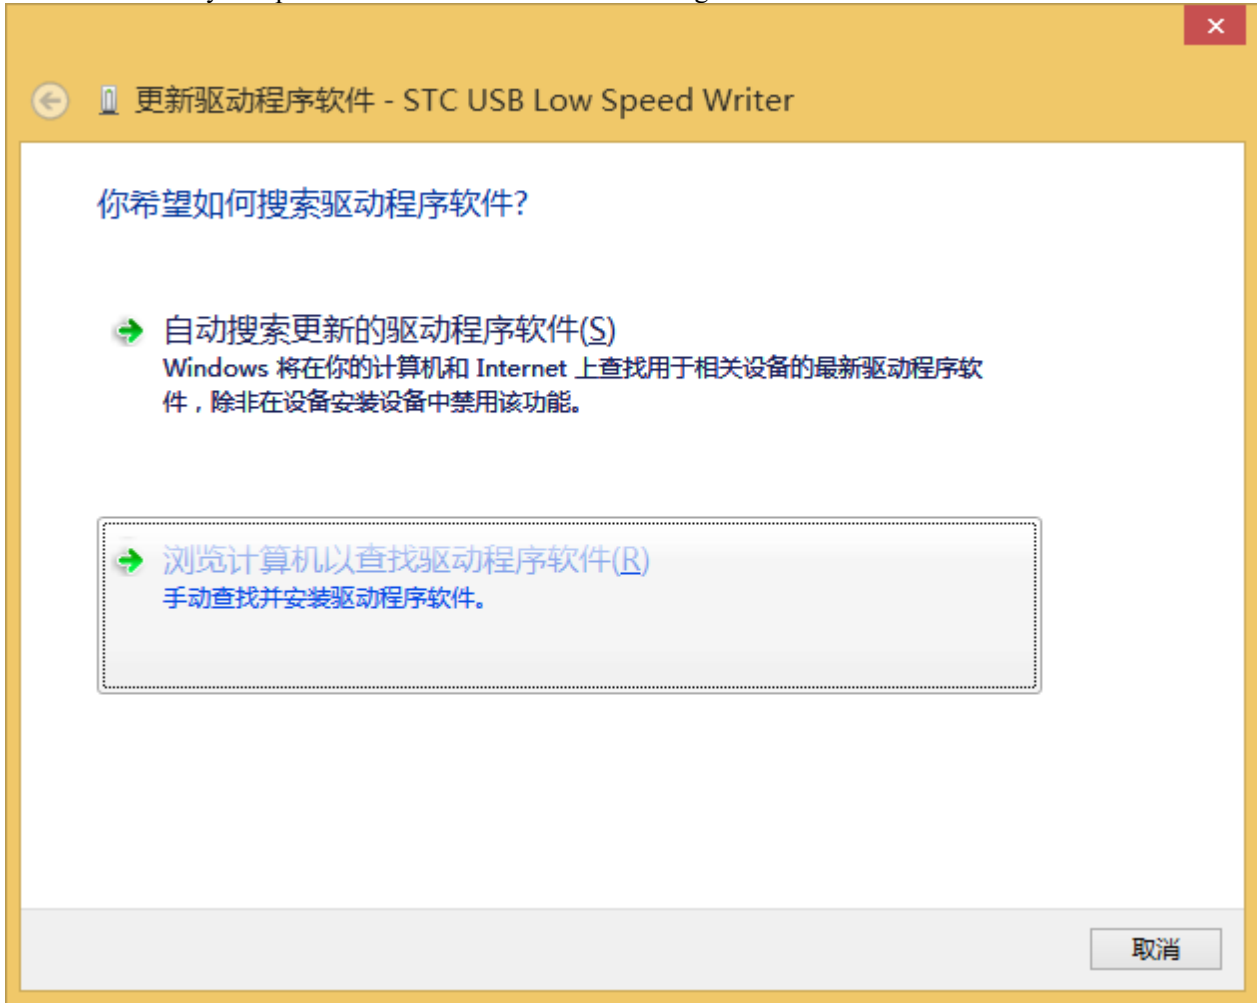 更新驱动程序软件 - STC USB Low Speed Writer
你希望如何搜索驱动程序软件?
自动搜索更新的驱动程序软件(S)
Windows 将在你的计算机和 Internet 上查找用于相关设备的最新驱动程序软
件，除非在设备安装设备中禁用该功能。
浏览计算机以查找驱动程序软件(R)
手动查找并安装驱动程序软件。
取消